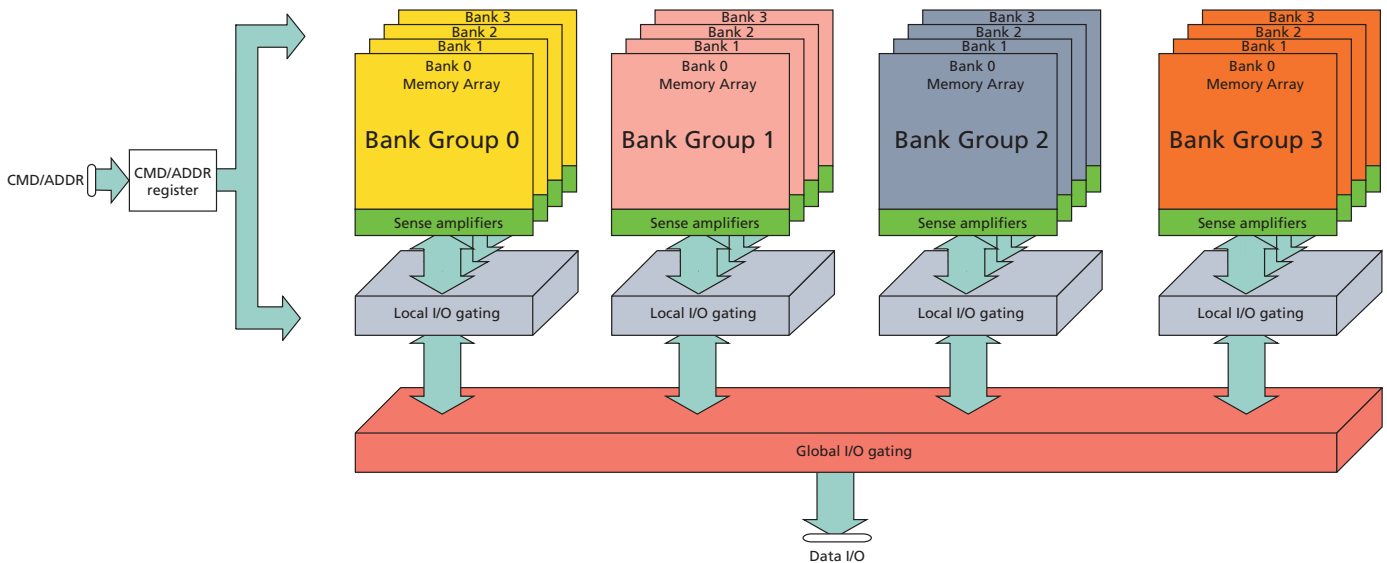 Bank 3
Bank 2
Bank 1
Bank 0
Memory Array
Bank Group 0
Sense amplifiers
Bank 3
Bank 2
Bank 1
Bank 0
Memory Array
Bank Group 1
Sense amplifiers
Bank 3
Bank 2
Bank 1
Bank 0
Memory Array
Bank Group 2
Sense amplifiers
Bank 3
Bank 2
Bank 1
Bank 0
Memory Array
Bank Group 3
Sense amplifiers
CMD/ADDR
CMD/ADDR
register
Local I/O gating
Local I/O gating
Local I/O gating
Local I/O gating
Global I/O gating
Data I/O